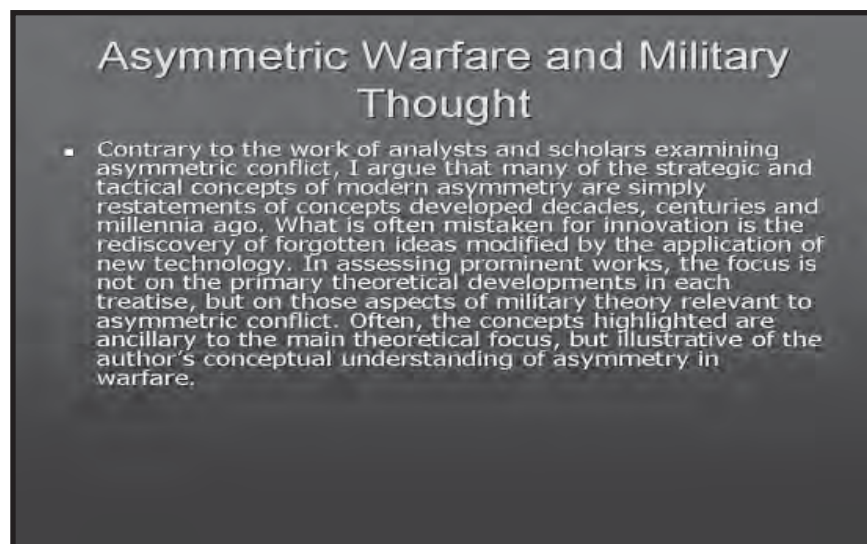 Asymmetric Warfare and Military
Thought
▪ Contrary to the work of analysts and scholars examining
asymmetric conflict, I argue that many of the strategic and
tactical concepts of modern asymmetry are simply
restatements of concepts developed decades, centuries and
millennia ago. What is often mistaken for innovation is the
rediscovery of forgotten ideas modified by the application of
new technology. In assessing prominent works, the focus is
not on the primary theoretical developments in each
treatise, but on those aspects of military theory relevant to
asymmetric conflict. Often, the concepts highlighted are
ancillary to the main theoretical focus, but illustrative of the
author's conceptual understanding of asymmetry in
warfare.